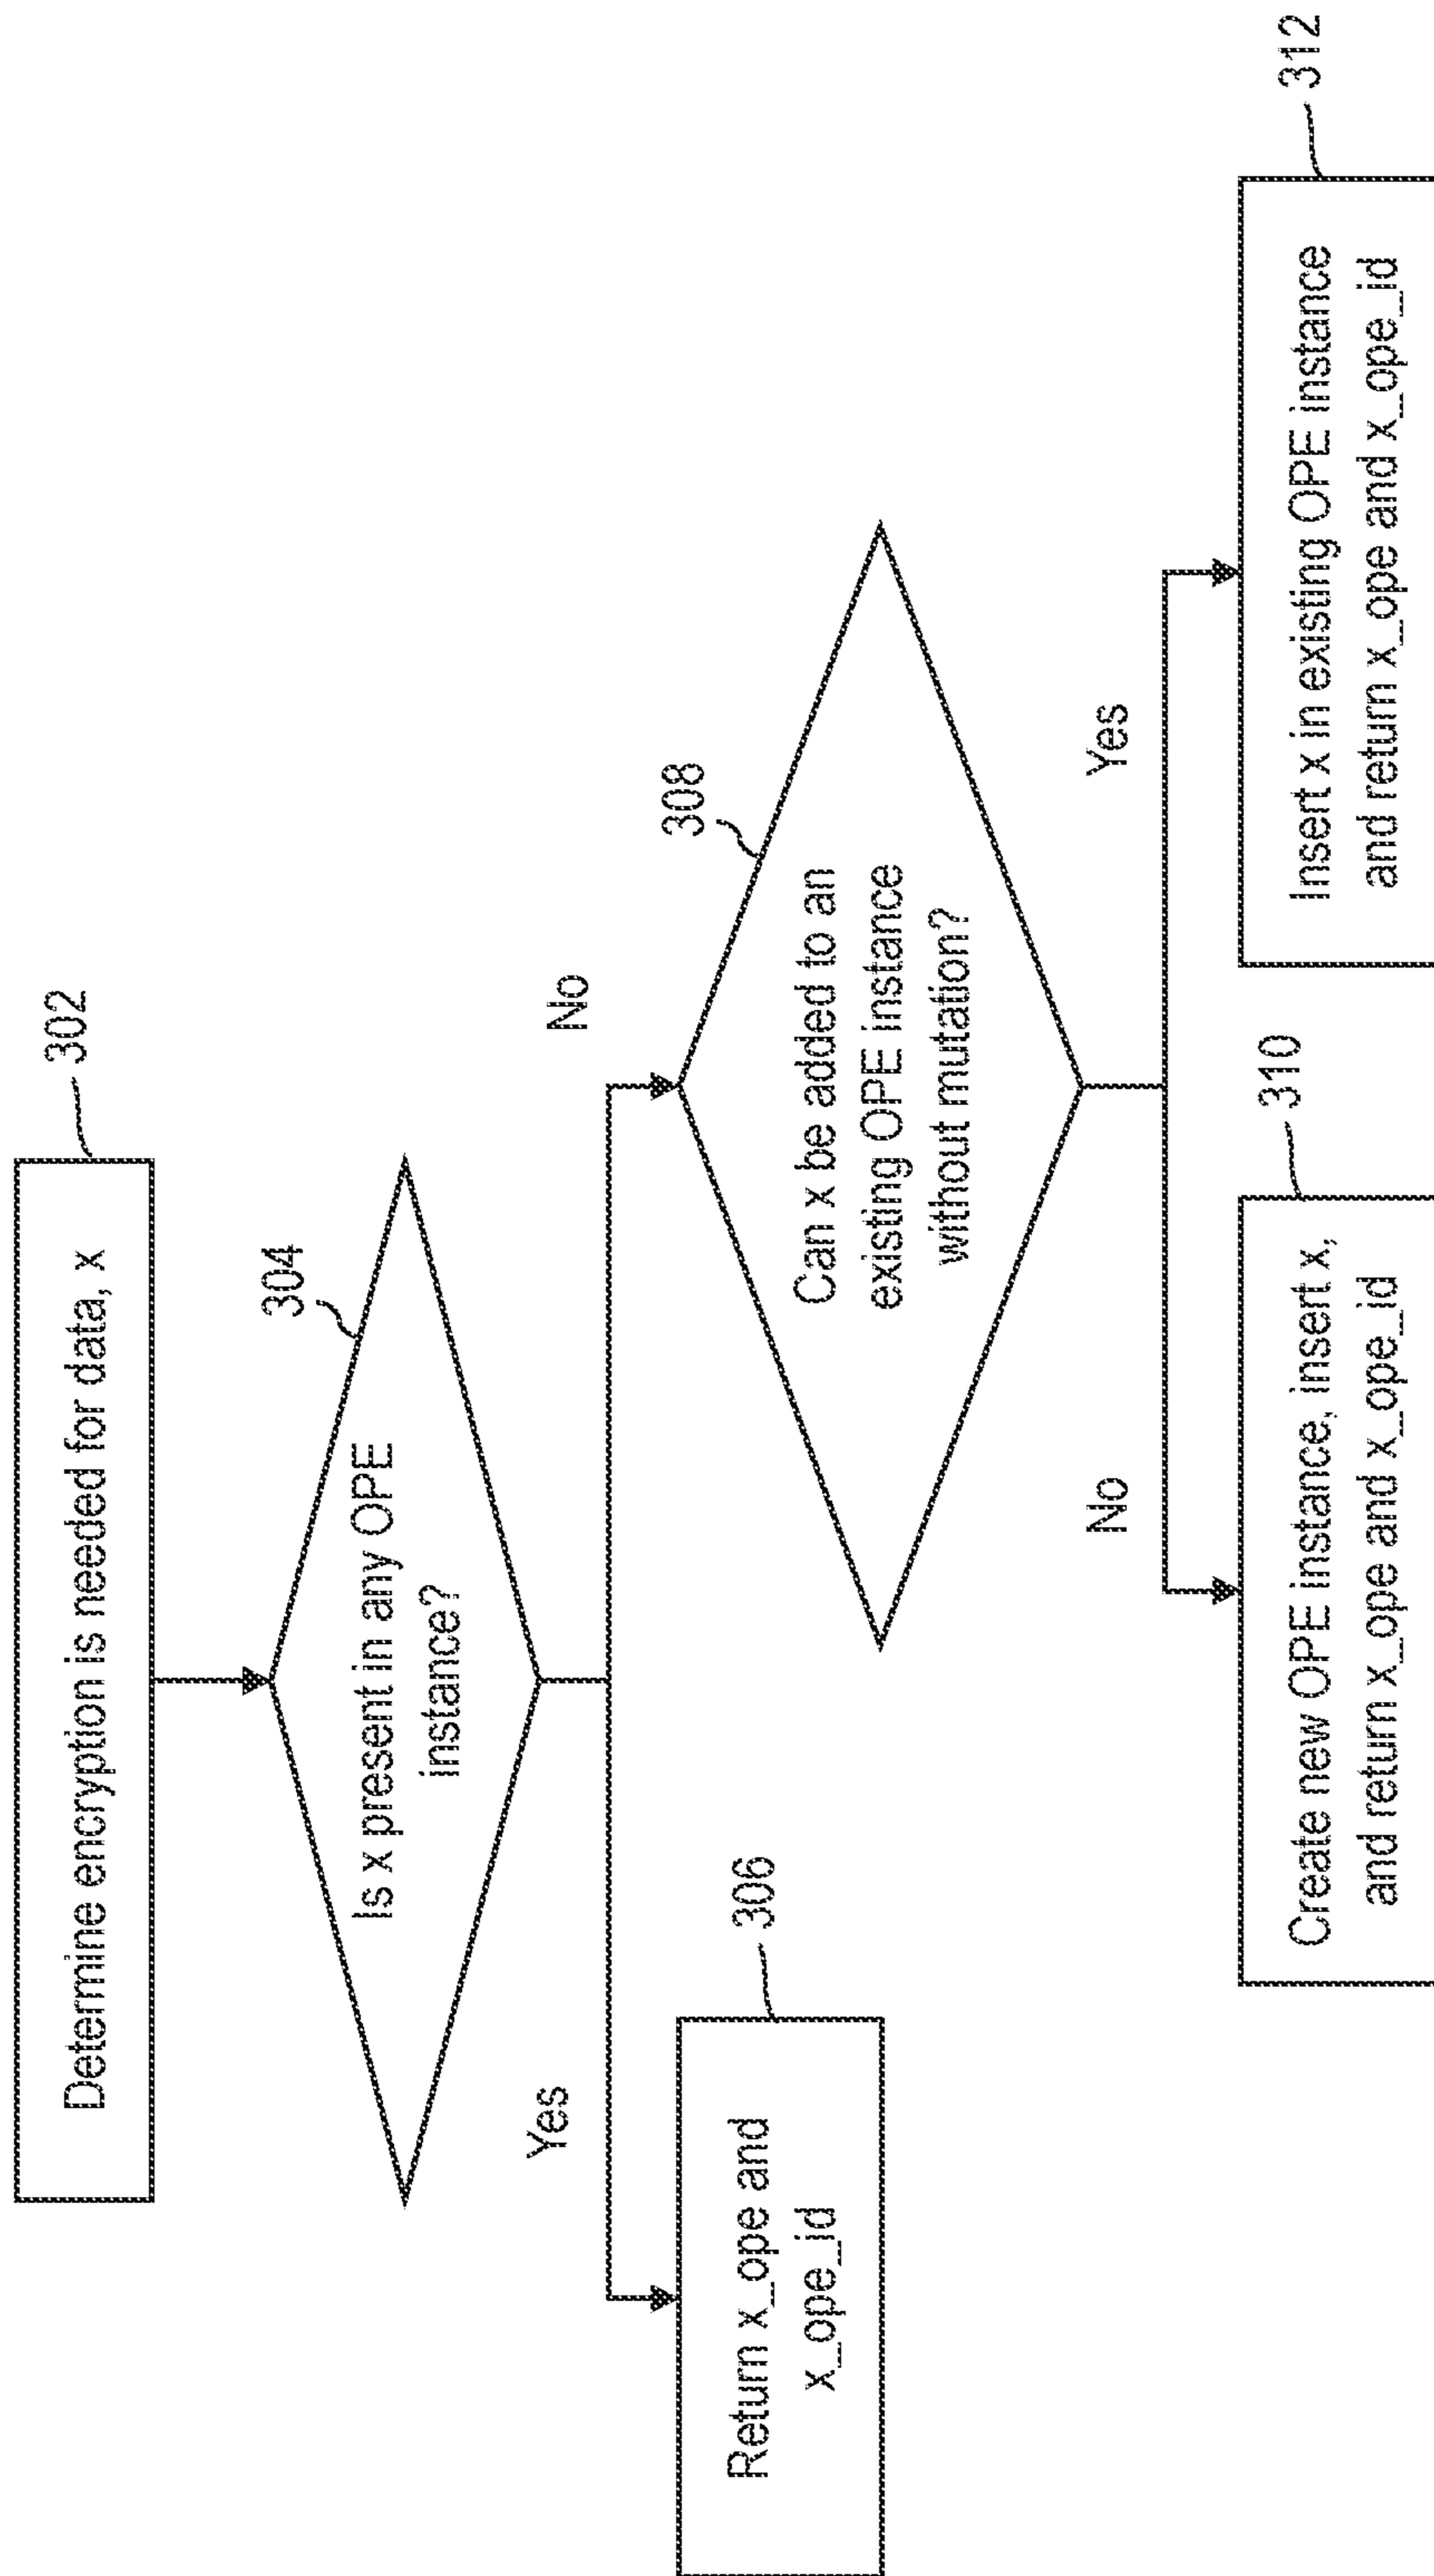 302
Determine encryption is needed for data, x
304
Is x present in any OPE
instance?
Yes
No
306
Return x_ope and
x_ope_id
308
Can x be added to an
existing OPE instance
without mutation?
No
Yes
310
Create new OPE instance, insert x,
and return x_ope and x_ope_id
312
Insert x in existing OPE instance
and return x_ope and x_ope_id